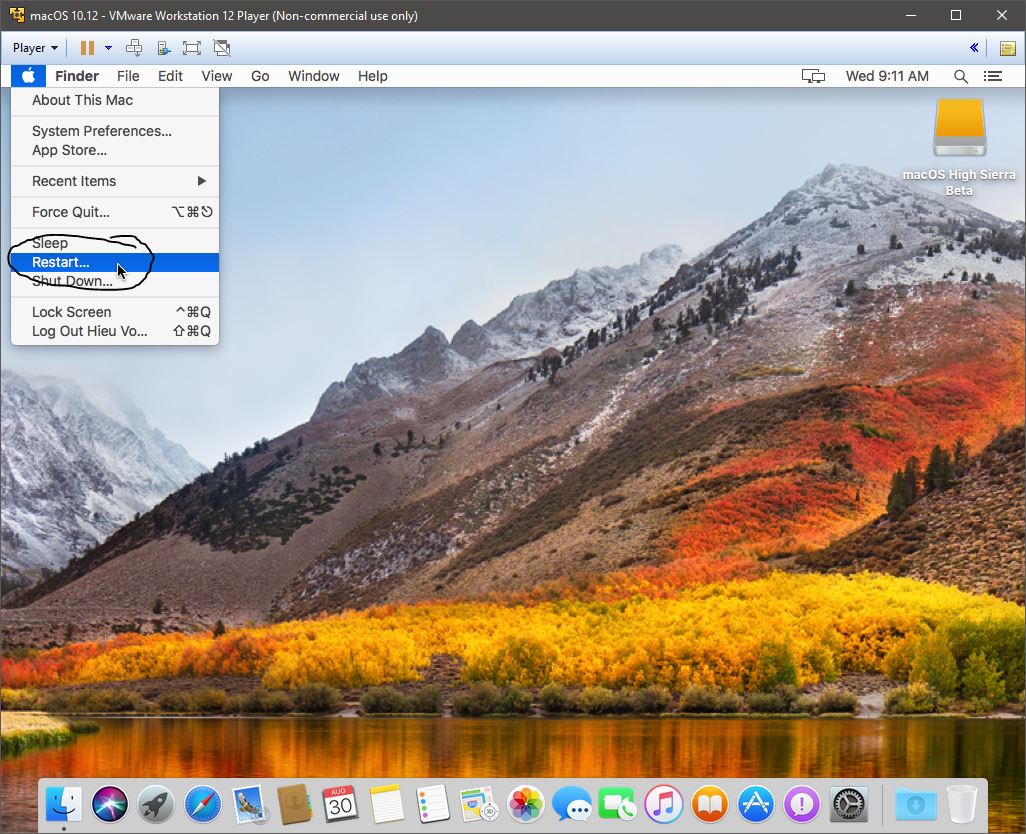 macOS 10.12 - VMware Workstation 12 Player (Non-commercial use only)
Player
Finder File Edit View Go Window Help Wed 9:11 AM
About This Mac
System Preferences...
App Store...
Recent Items
Force Quit... ⌥⌘⎋
Sleep
Restart...
Shut Down...
Lock Screen ^⌘Q
Log Out Hieu Vo... ⇧⌘Q
macOS High Sierra
Beta
AUG
30